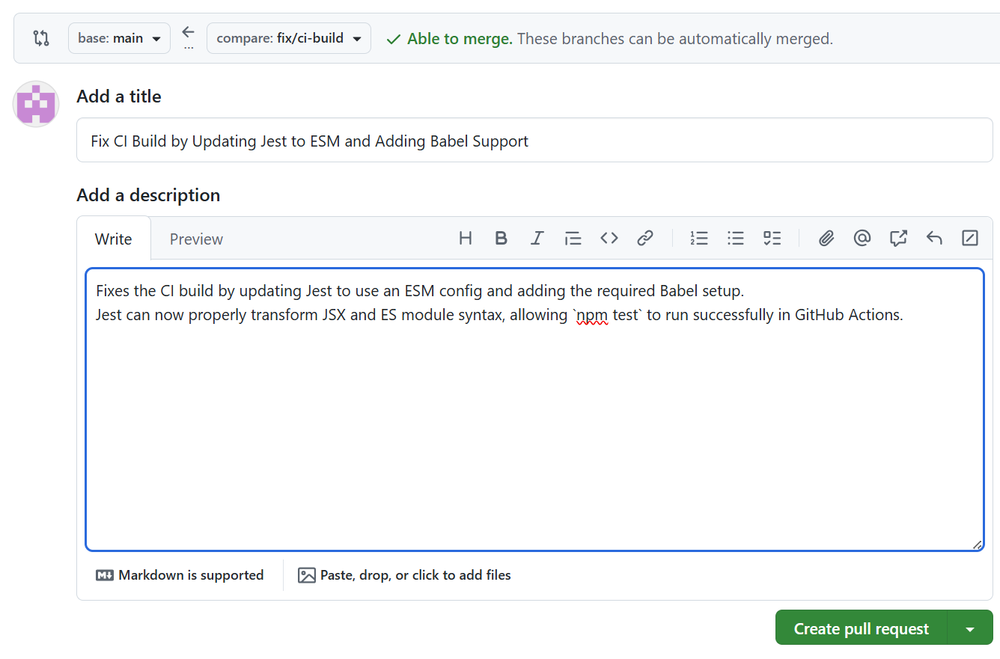 base: main
compare: fix/ci-build
Able to merge. These branches can be automatically merged.
Add a title
Fix CI Build by Updating Jest to ESM and Adding Babel Support
Add a description
Write
Preview
Fixes the CI build by updating Jest to use an ESM config and adding the required Babel setup.
Jest can now properly transform JSX and ES module syntax, allowing `npm test` to run successfully in GitHub Actions.
Markdown is supported
Paste, drop, or click to add files
Create pull request